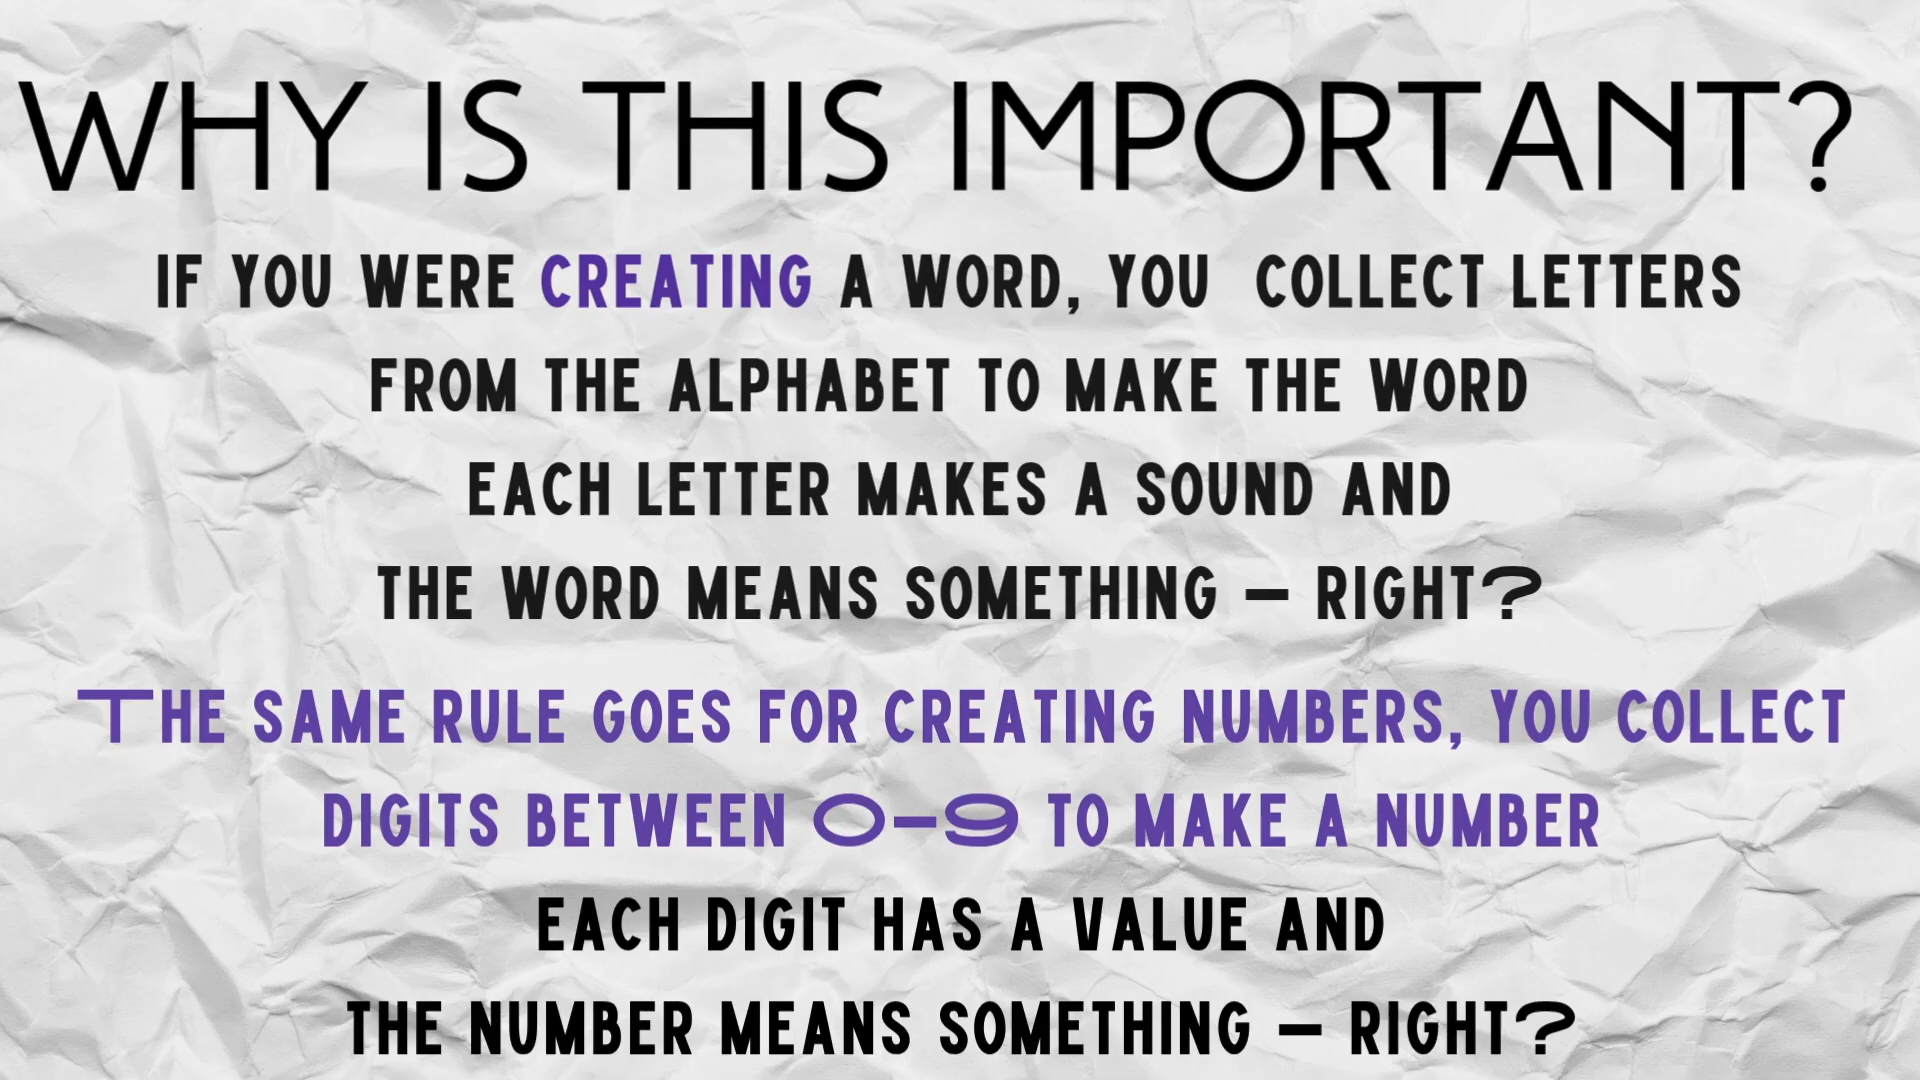 WHY IS THIS IMPORTANT?
IF YOU WERE CREATING A WORD, YOU COLLECT LETTERS
FROM THE ALPHABET TO MAKE THE WORD
EACH LETTER MAKES A SOUND AND
THE WORD MEANS SOMETHING – RIGHT?
THE SAME RULE GOES FOR CREATING NUMBERS, YOU COLLECT
DIGITS BETWEEN 0-9 TO MAKE A NUMBER
EACH DIGIT HAS A VALUE AND
THE NUMBER MEANS SOMETHING – RIGHT?